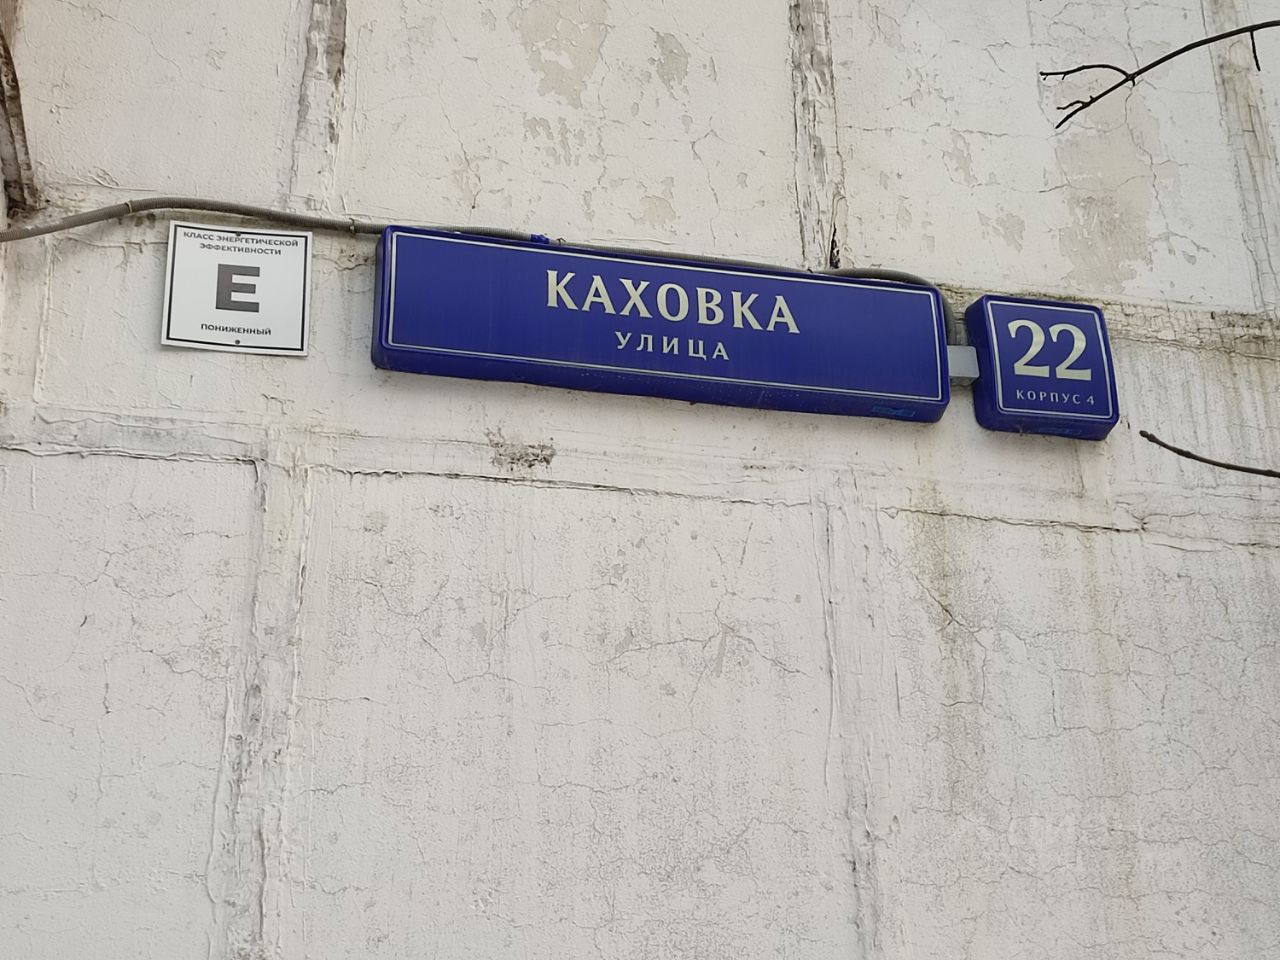 КЛАСС ЭНЕРГЕТИЧЕСКОЙ
ЭФФЕКТИВНОСТИ
E
ПОНИЖЕННЫЙ
КАХОВКА
УЛИЦА
22
КОРПУС 4